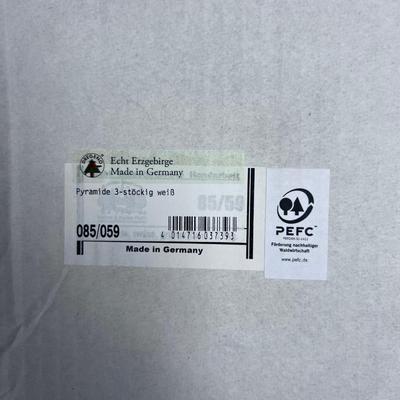 Echt Erzgebirge
Made in Germany
Handarbeit
Pyramide 3-stöckig weiß
85/59
085/059
4 014716 037393
Made in Germany
PEFC
Förderung nachhaltiger
Waldwirtschaft
www.pefc.de